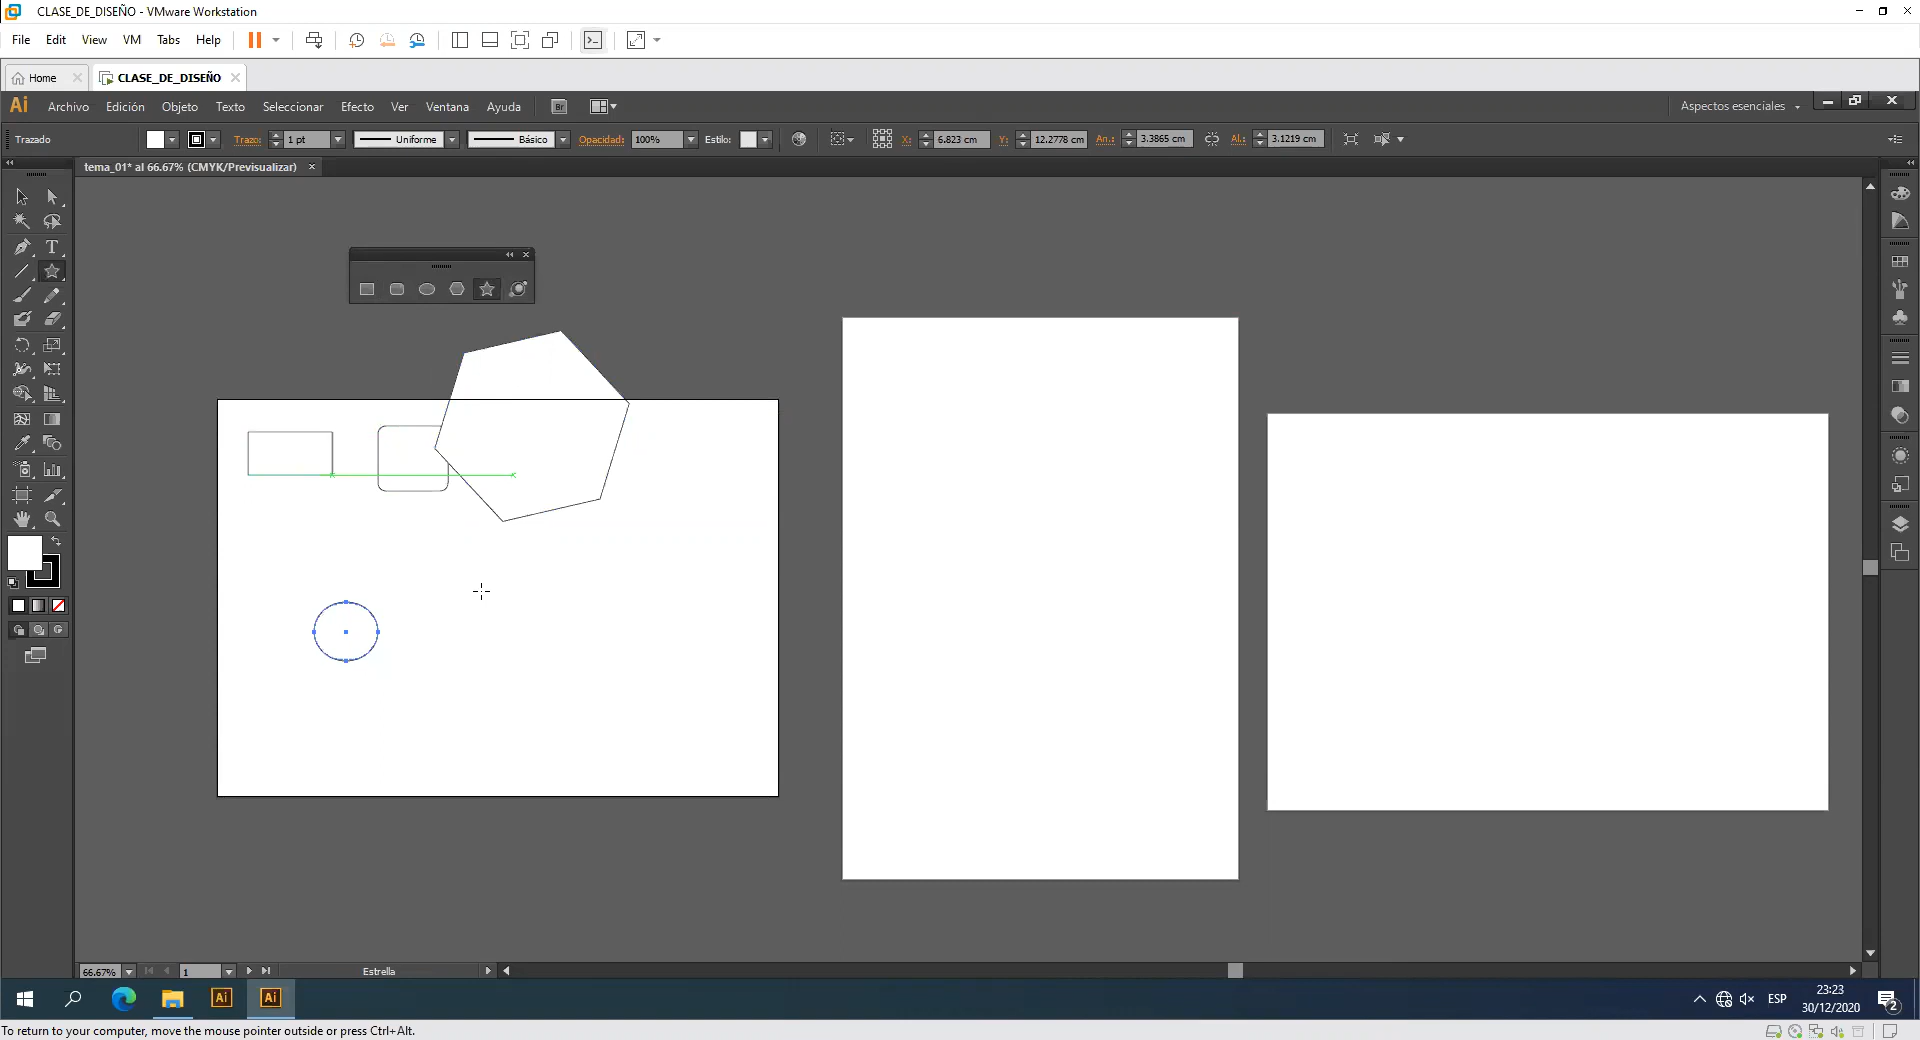 CLASE_DE_DISEÑO - VMware Workstation
File Edit View VM Tabs Help
Home CLASE_DE_DISEÑO
Ai Archivo Edición Objeto Texto Seleccionar Efecto Ver Ventana Ayuda Br Aspectos esenciales
Trazado Trazo: 1 pt Uniforme Básico Opacidad: 100% Estilo: X: 6.823 cm Y: 12.2778 cm An.: 3.3865 cm Al.: 3.1219 cm
tema_01* al 66.67% (CMYK/Previsualizar)
T
66.67% 1 Estrella
Ai Ai ESP 23:23
30/12/2020 2
To return to your computer, move the mouse pointer outside or press Ctrl+Alt.